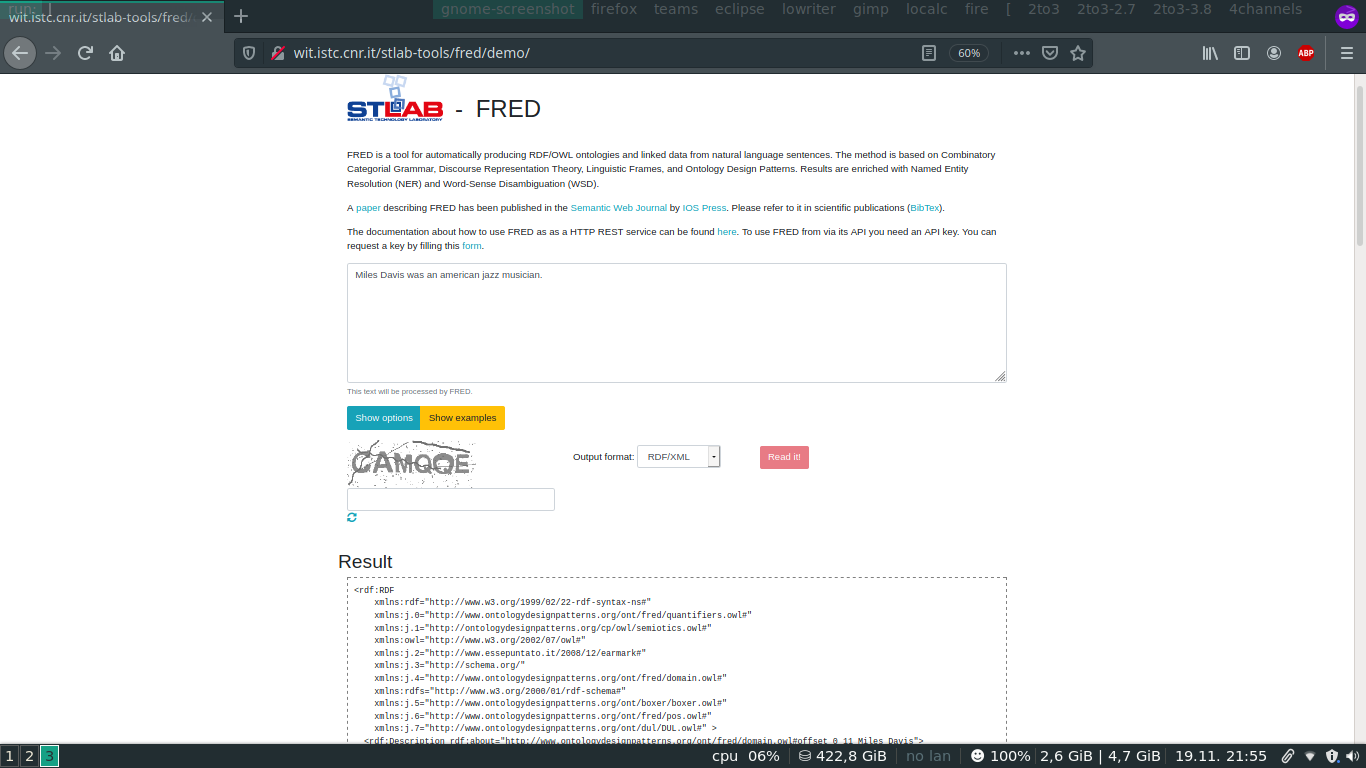 run:
gnome-screenshot firefox teams eclipse lowriter gimp localc fire [ 2to3 2to3-2.7 2to3-3.8 4channels
wit.istc.cnr.it/stlab-tools/fred/
wit.istc.cnr.it/stlab-tools/fred/demo/
60%
ABP
STLAB
SEMANTIC TECHNOLOGY LABORATORY
- FRED
FRED is a tool for automatically producing RDF/OWL ontologies and linked data from natural language sentences. The method is based on Combinatory
Categorial Grammar, Discourse Representation Theory, Linguistic Frames, and Ontology Design Patterns. Results are enriched with Named Entity
Resolution (NER) and Word-Sense Disambiguation (WSD).
A paper describing FRED has been published in the Semantic Web Journal by IOS Press. Please refer to it in scientific publications (BibTex).
The documentation about how to use FRED as as a HTTP REST service can be found here. To use FRED from via its API you need an API key. You can
request a key by filling this form.
Miles Davis was an american jazz musician.
This text will be processed by FRED.
Show options Show examples
CAMQOE
Output format: RDF/XML
Read it!
Result
<rdf:RDF
xmlns:rdf="http://www.w3.org/1999/02/22-rdf-syntax-ns#"
xmlns:j.0="http://www.ontologydesignpatterns.org/ont/fred/quantifiers.owl#"
xmlns:j.1="http://ontologydesignpatterns.org/cp/owl/semiotics.owl#"
xmlns:owl="http://www.w3.org/2002/07/owl#"
xmlns:j.2="http://www.essepuntato.it/2008/12/earmark#"
xmlns:j.3="http://schema.org/"
xmlns:j.4="http://www.ontologydesignpatterns.org/ont/fred/domain.owl#"
xmlns:rdfs="http://www.w3.org/2000/01/rdf-schema#"
xmlns:j.5="http://www.ontologydesignpatterns.org/ont/boxer/boxer.owl#"
xmlns:j.6="http://www.ontologydesignpatterns.org/ont/fred/pos.owl#"
xmlns:j.7="http://www.ontologydesignpatterns.org/ont/dul/DUL.owl#" >
<rdf:Description rdf:about="http://www.ontologydesignpatterns.org/ont/fred/domain.owl#offset_0_11_Miles_Davis">
1 2 3
cpu 06% 422,8 GiB no lan 100% 2,6 GiB | 4,7 GiB 19.11. 21:55